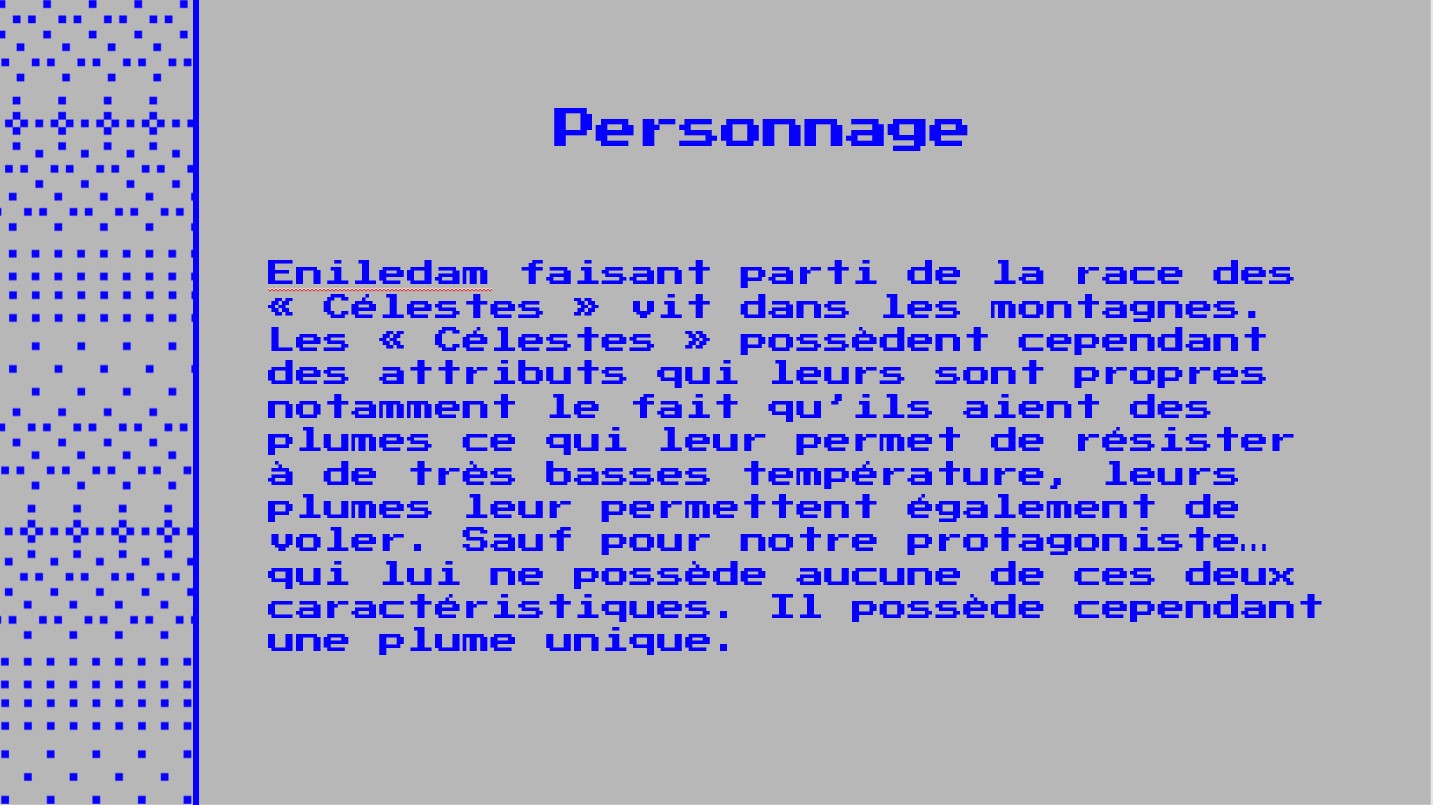 Personnage
Eniledam faisant parti de la race des
« Célestes » vit dans les montagnes.
Les « Célestes » possèdent cependant
des attributs qui leurs sont propres
notamment le fait qu’ils aient des
plumes ce qui leur permet de résister
à de très basses température, leurs
plumes leur permettent également de
voler. Sauf pour notre protagoniste…
qui lui ne possède aucune de ces deux
caractéristiques. Il possède cependant
une plume unique.